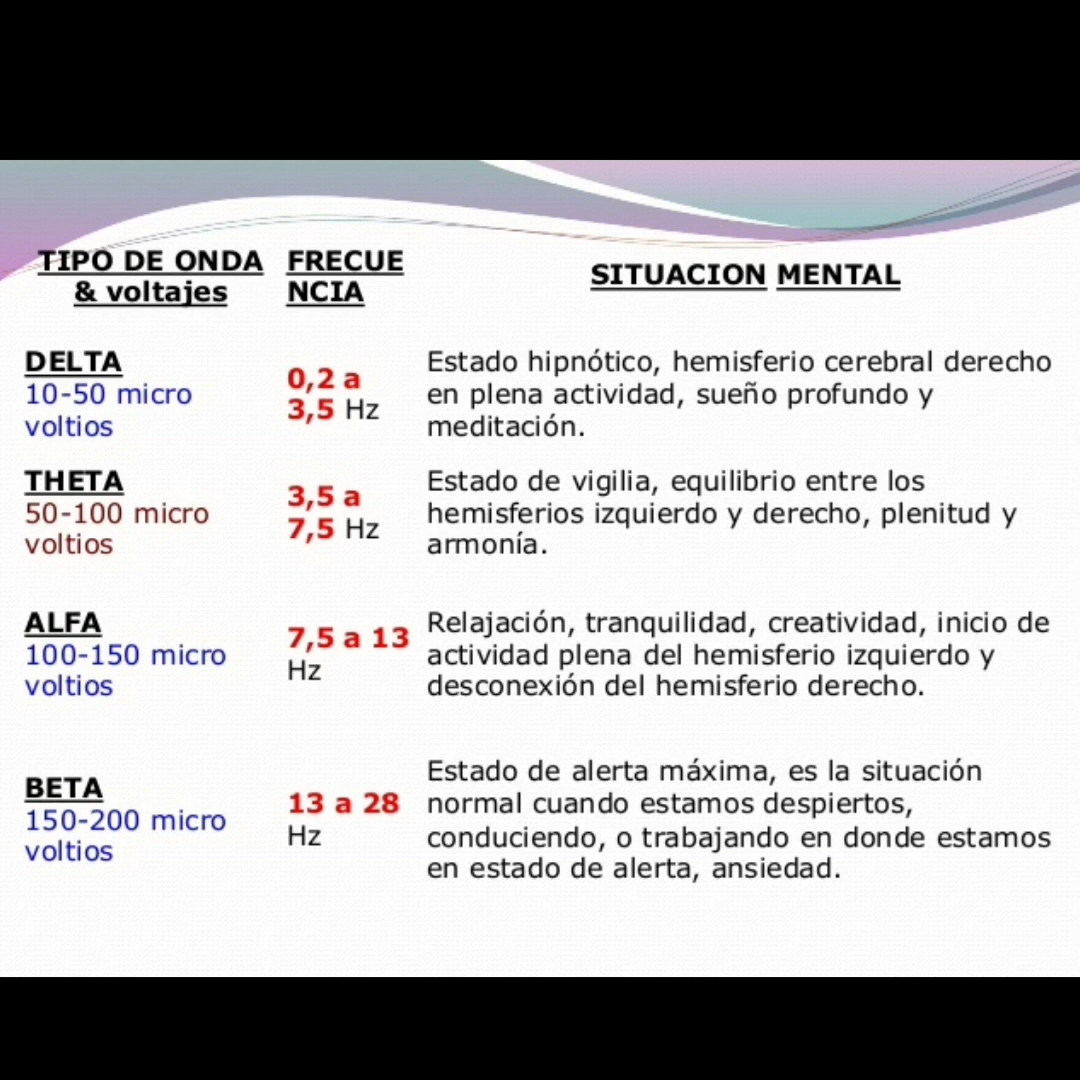 TIPO DE ONDA & voltajes
FRECUE
NCIA
SITUACION MENTAL
DELTA
10-50 micro
voltios
0,2 a
3,5 Hz
Estado hipnótico, hemisferio cerebral derecho
en plena actividad, sueño profundo y
meditación.
THETA
50-100 micro
voltios
3,5 a
7,5 Hz
Estado de vigilia, equilibrio entre los
hemisferios izquierdo y derecho, plenitud y
armonía.
ALFA
100-150 micro
voltios
7,5 a 13
Hz
Relajación, tranquilidad, creatividad, inicio de
actividad plena del hemisferio izquierdo y
desconexión del hemisferio derecho.
BETA
150-200 micro
voltios
13 a 28
Hz
Estado de alerta máxima, es la situación
normal cuando estamos despiertos,
conduciendo, o trabajando en donde estamos
en estado de alerta, ansiedad.